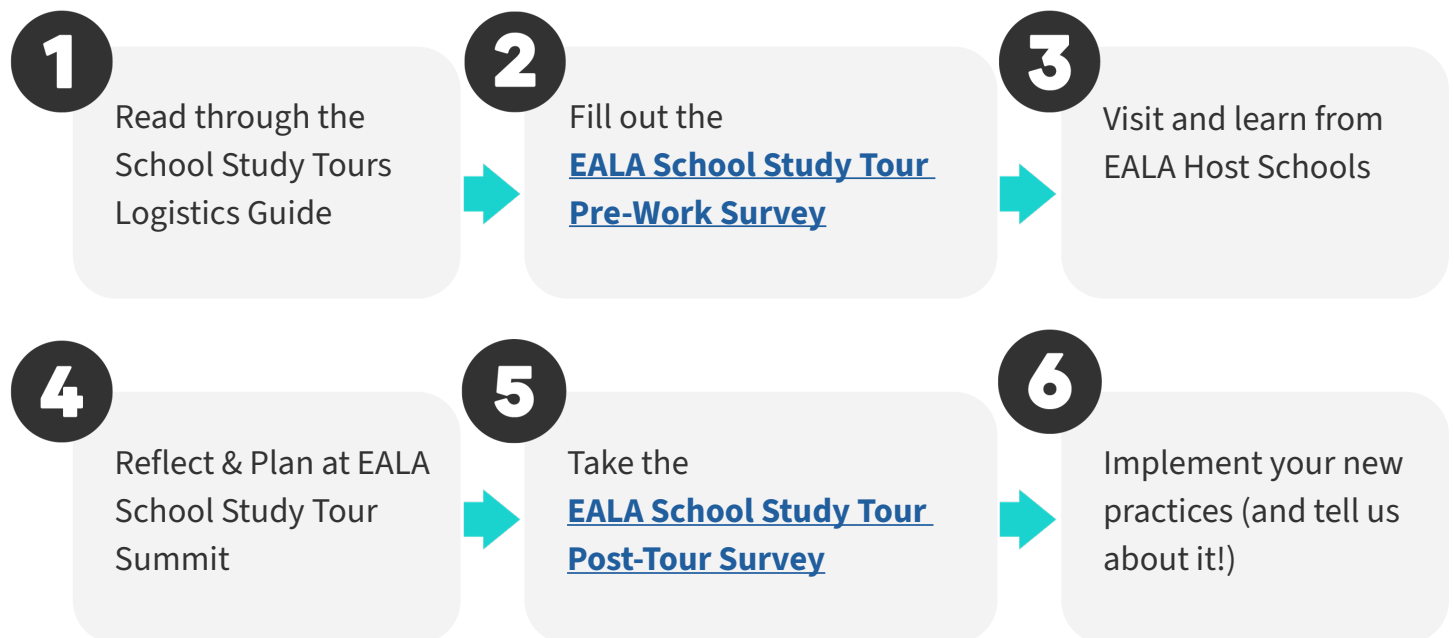 1
Read through the
School Study Tours
Logistics Guide
2
Fill out the
EALA School Study Tour
Pre-Work Survey
3
Visit and learn from
EALA Host Schools
4
Reflect & Plan at EALA
School Study Tour
Summit
5
Take the
EALA School Study Tour
Post-Tour Survey
6
Implement your new
practices (and tell us
about it!)